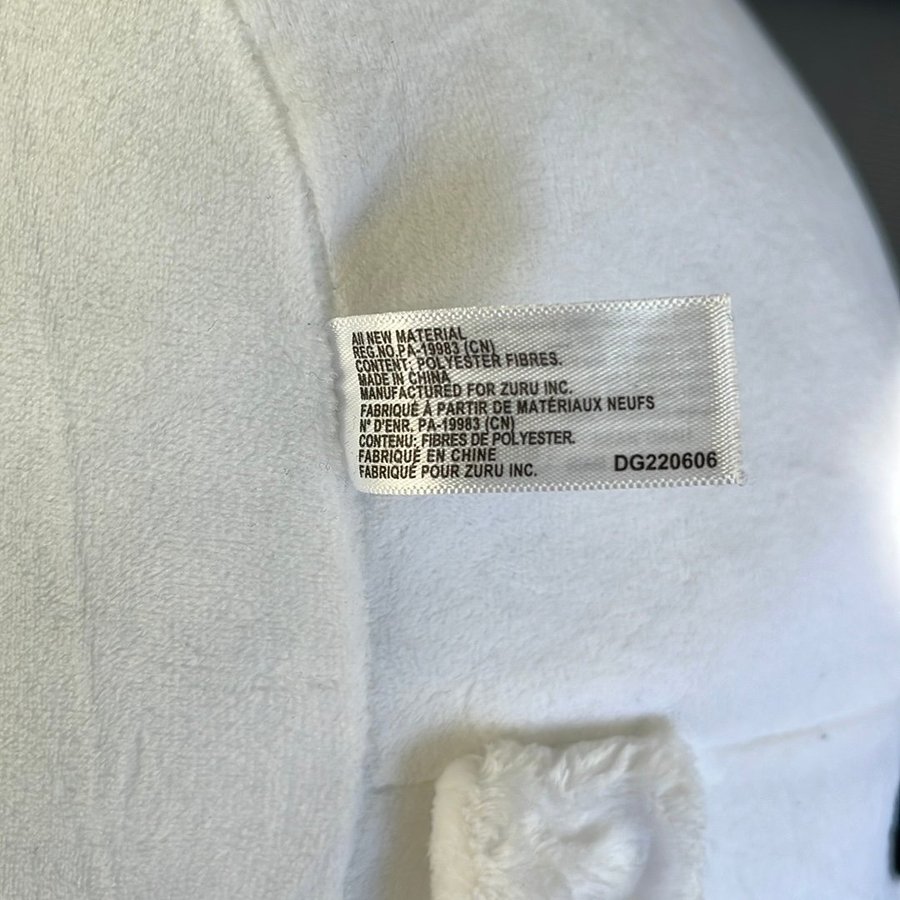 All NEW MATERIAL
REG.NO.PA-19983 (CN)
CONTENT: POLYESTER FIBRES.
MADE IN CHINA
MANUFACTURED FOR ZURU INC.
FABRIQUÉ À PARTIR DE MATÉRIAUX NEUFS
N° D'ENR. PA-19983 (CN)
CONTENU: FIBRES DE POLYESTER.
FABRIQUÉ EN CHINE
FABRIQUÉ POUR ZURU INC.
DG220606